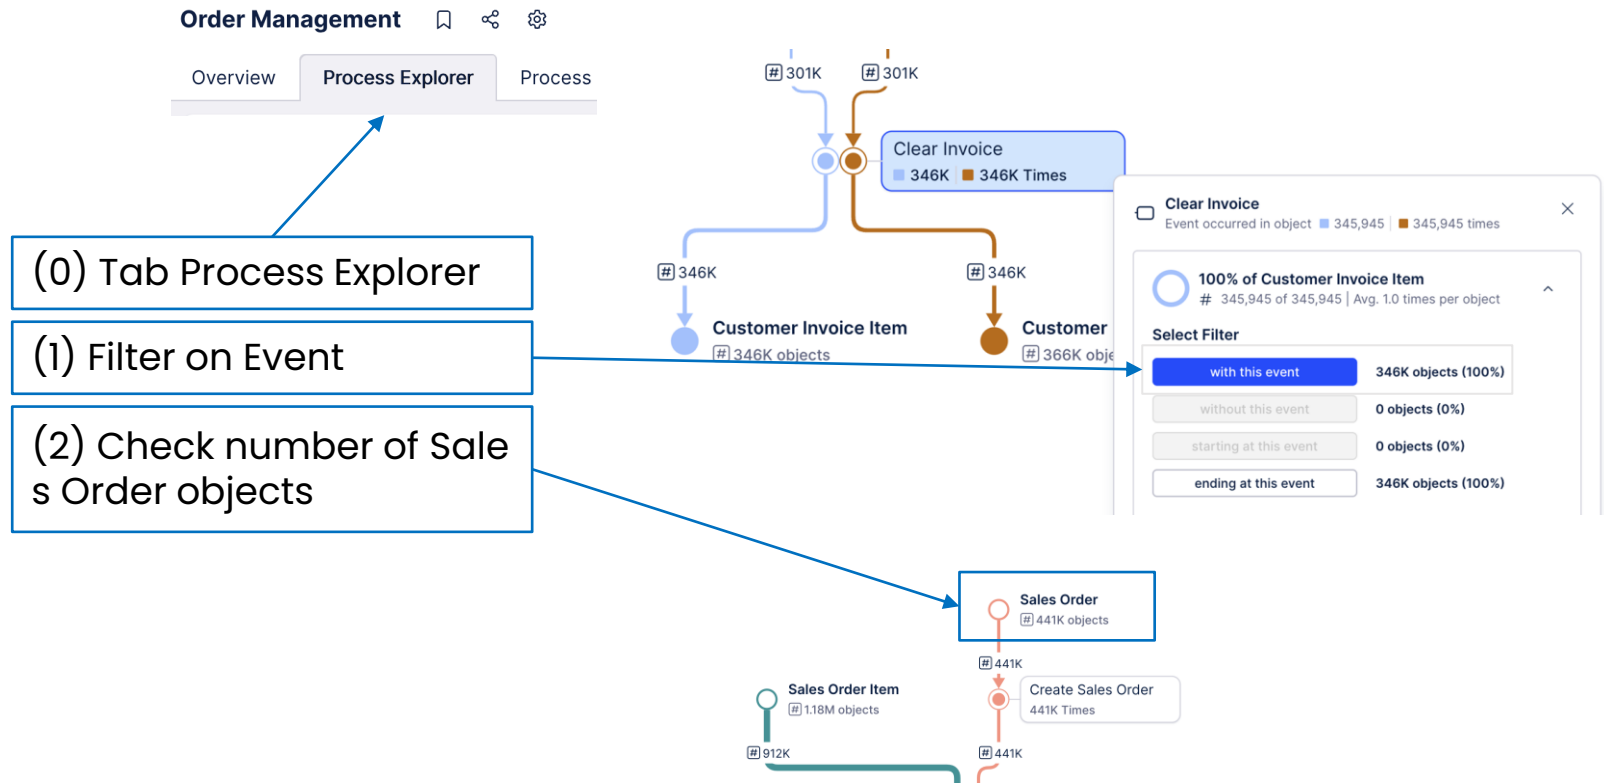 Order Management
Overview
Process Explorer
Process
(0) Tab Process Explorer
(1) Filter on Event
(2) Check number of Sale
s Order objects
# 301K
# 301K
Clear Invoice
346K 346K Times
# 346K
# 346K
Customer Invoice Item
# 346K objects
Customer
# 366K obje
Clear Invoice
Event occurred in object 345,945 | 345,945 times
100% of Customer Invoice Item
# 345,945 of 345,945 | Avg. 1.0 times per object
Select Filter
with this event 346K objects (100%)
without this event 0 objects (0%)
starting at this event 0 objects (0%)
ending at this event 346K objects (100%)
Sales Order
# 441K objects
# 441K
Sales Order Item
# 1.18M objects
Create Sales Order
441K Times
# 912K
# 441K